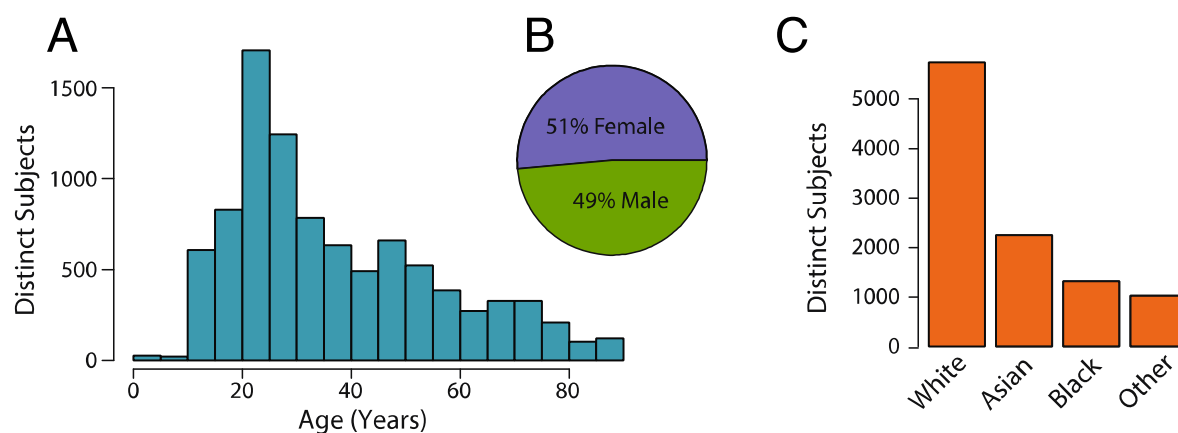 A
Distinct Subjects
1500
1000
500
0
0 20 40 60 80
Age (Years)
B
51% Female
49% Male
C
Distinct Subjects
5000
4000
3000
2000
1000
0
White
Asian
Black
Other